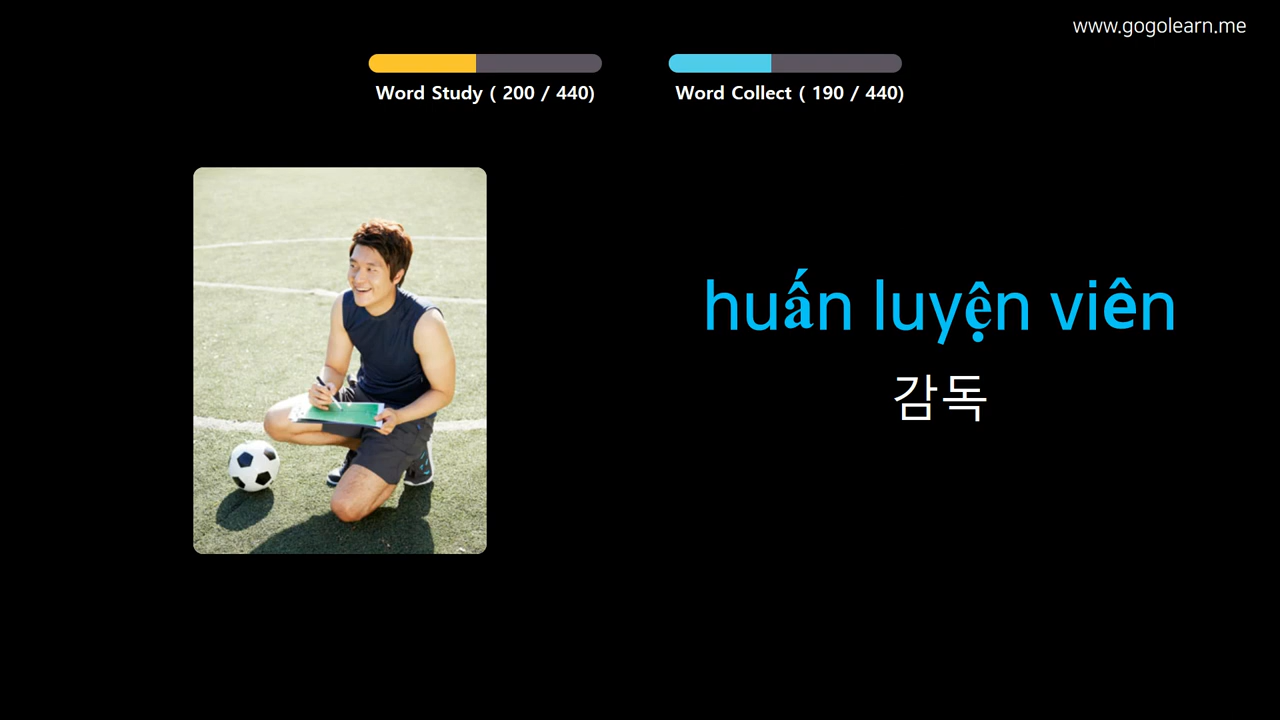 www.gogolearn.me
Word Study ( 200 / 440)
Word Collect ( 190 / 440)
huấn luyện viên
감독